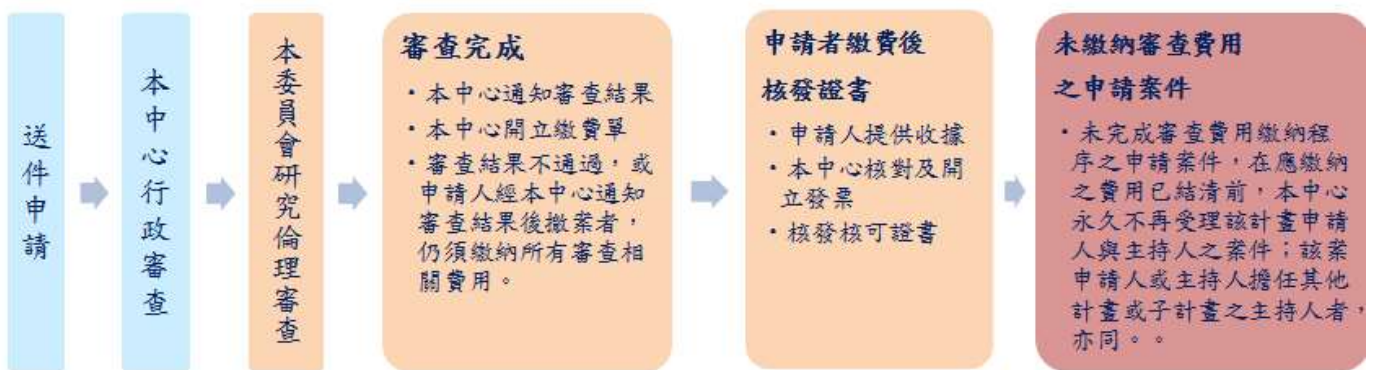 送件申請
本中心行政審查
本委員會研究倫理審查
審查完成
・本中心通知審查結果
・本中心開立繳費單
・審查結果不通過，或
申請人經本中心通知
審查結果後撤案者，
仍須繳納所有審查相
關費用。
申請者繳費後
核發證書
・申請人提供收據
・本中心核對及開
立發票
・核發核可證書
未繳納審查費用
之申請案件
・未完成審查費用繳納程
序之申請案件，在應繳納
之費用已結清前，本中心
永久不再受理該計畫申請
人與主持人之案件；該案
申請人或主持人擔任其他
計畫或子計畫之主持人者，
亦同。。